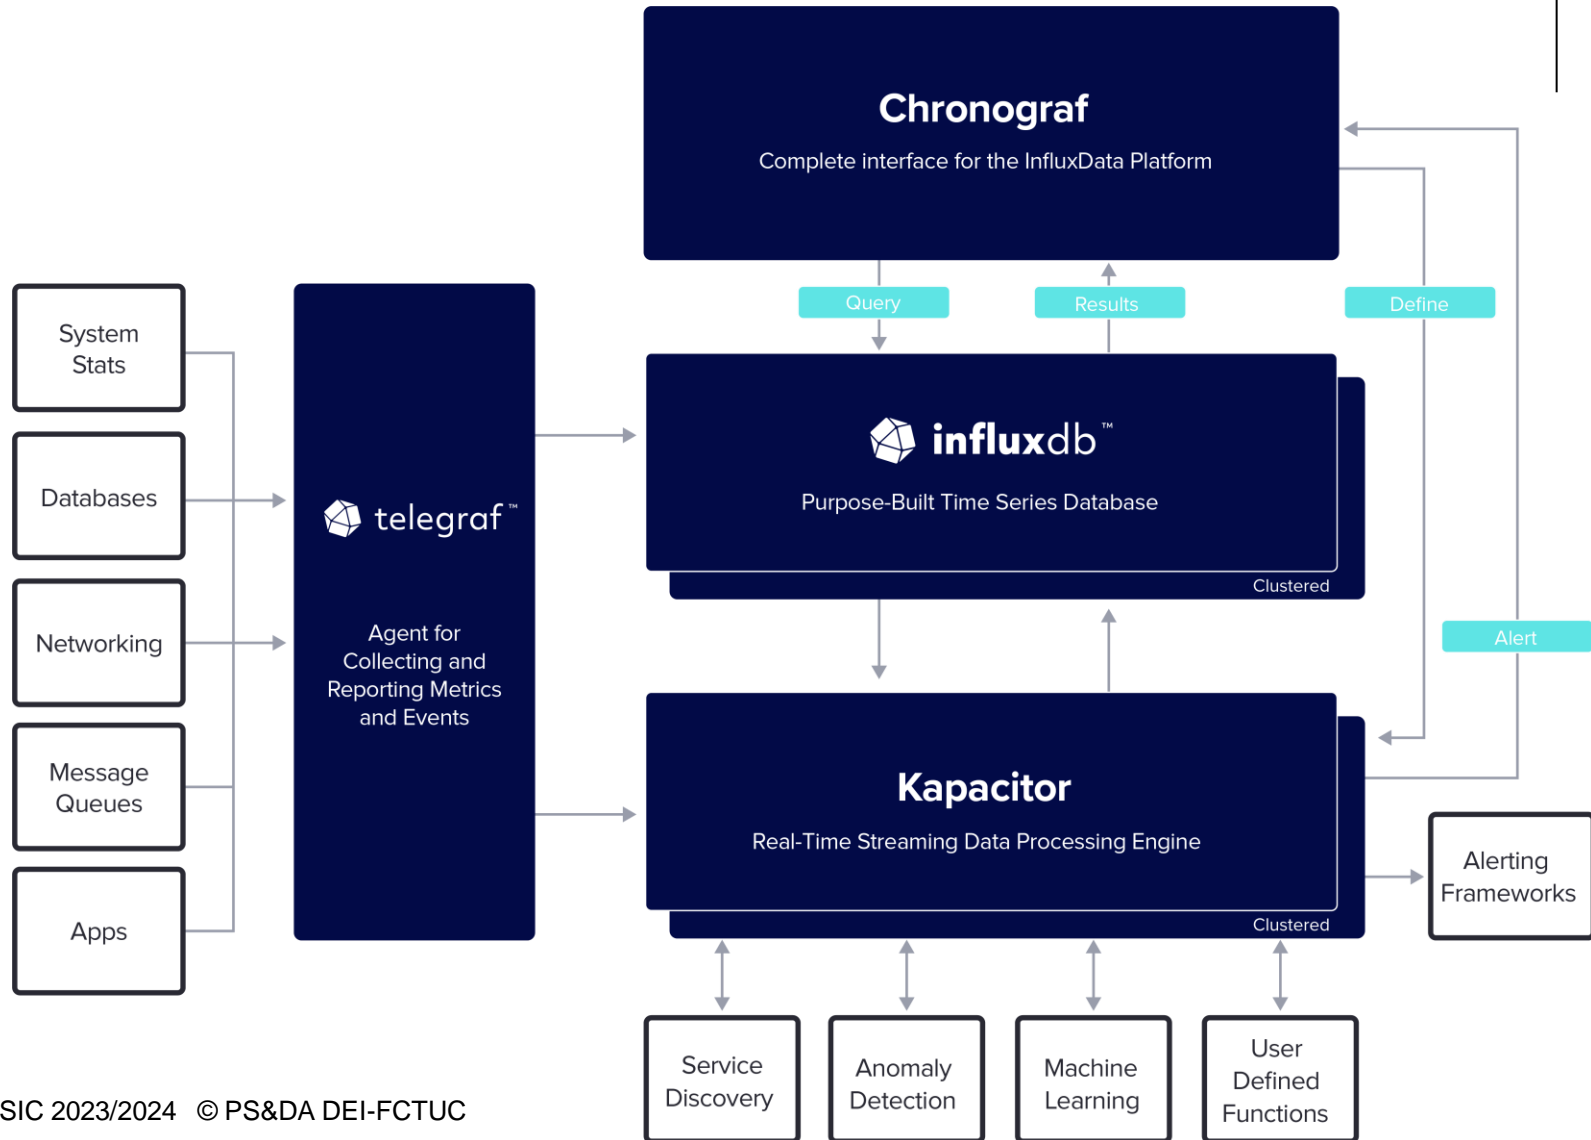 Chronograf
Complete interface for the InfluxData Platform
Query
Results
Define
System
Stats
Databases
Networking
Message
Queues
Apps
telegraf™
Agent for
Collecting and
Reporting Metrics
and Events
influxdb™
Purpose-Built Time Series Database
Clustered
Alert
Kapacitor
Real-Time Streaming Data Processing Engine
Clustered
Alerting
Frameworks
Service
Discovery
Anomaly
Detection
Machine
Learning
User
Defined
Functions
SIC 2023/2024 © PS&DA DEI-FCTUC